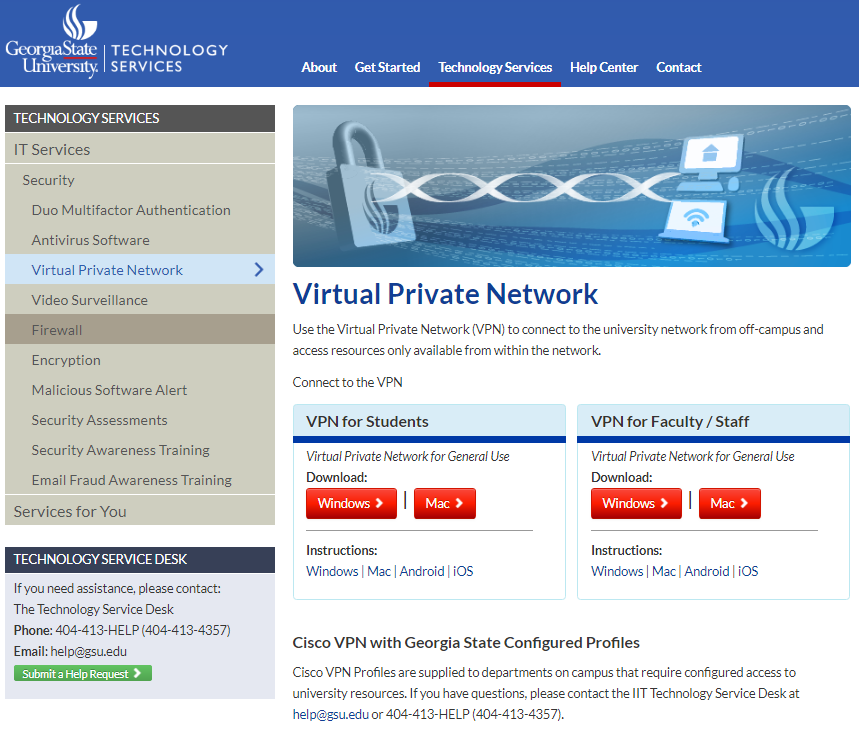 GeorgiaState University.
TECHNOLOGY SERVICES
About Get Started Technology Services Help Center Contact
TECHNOLOGY SERVICES
IT Services
Security
Duo Multifactor Authentication
Antivirus Software
Virtual Private Network
Video Surveillance
Firewall
Encryption
Malicious Software Alert
Security Assessments
Security Awareness Training
Email Fraud Awareness Training
Services for You
TECHNOLOGY SERVICE DESK
If you need assistance, please contact:
The Technology Service Desk
Phone: 404-413-HELP (404-413-4357)
Email: help@gsu.edu
Submit a Help Request
Virtual Private Network
Use the Virtual Private Network (VPN) to connect to the university network from off-campus and
access resources only available from within the network.
Connect to the VPN
VPN for Students
Virtual Private Network for General Use
Download:
Windows | Mac
Instructions:
Windows | Mac | Android | iOS
VPN for Faculty / Staff
Virtual Private Network for General Use
Download:
Windows | Mac
Instructions:
Windows | Mac | Android | iOS
Cisco VPN with Georgia State Configured Profiles
Cisco VPN Profiles are supplied to departments on campus that require configured access to
university resources. If you have questions, please contact the IIT Technology Service Desk at
help@gsu.edu or 404-413-HELP (404-413-4357).